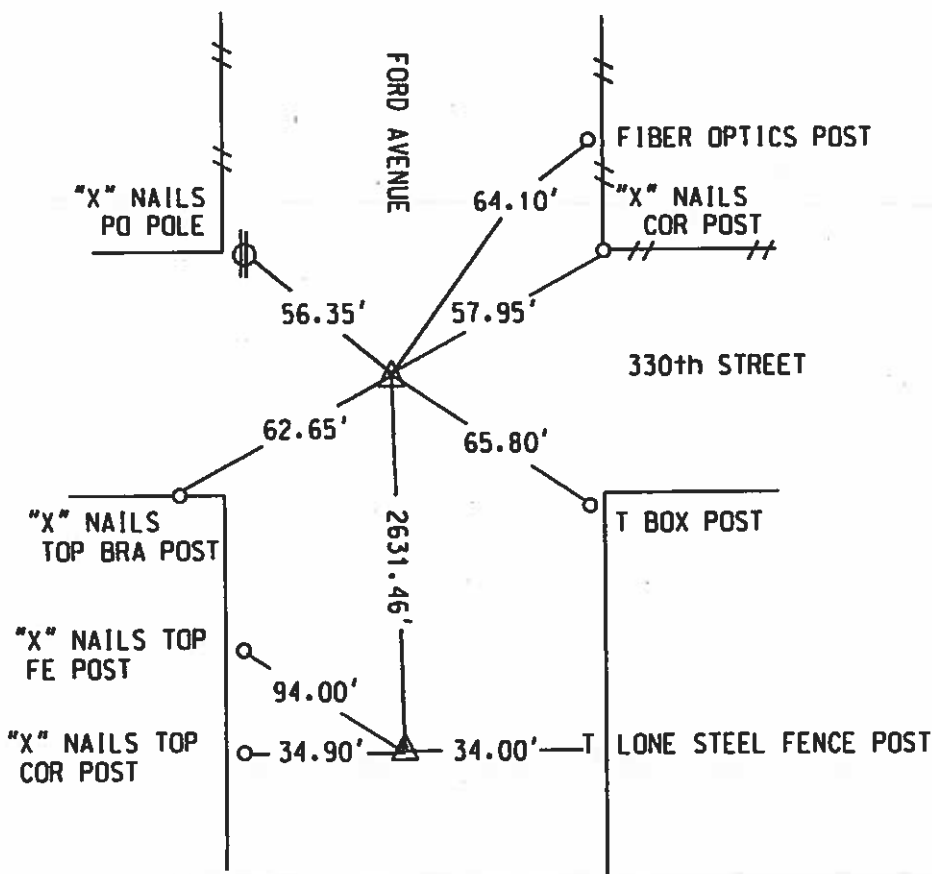 FORD AVENUE
FIBER OPTICS POST
"X" NAILS
PO POLE
64.10'
"X" NAILS
COR POST
56.35'
57.95'
330th STREET
62.65'
65.80'
"X" NAILS
TOP BRA POST
2631.46'
T BOX POST
"X" NAILS TOP
FE POST
94.00'
"X" NAILS TOP
COR POST
34.90'
34.00'
T
LONE STEEL FENCE POST